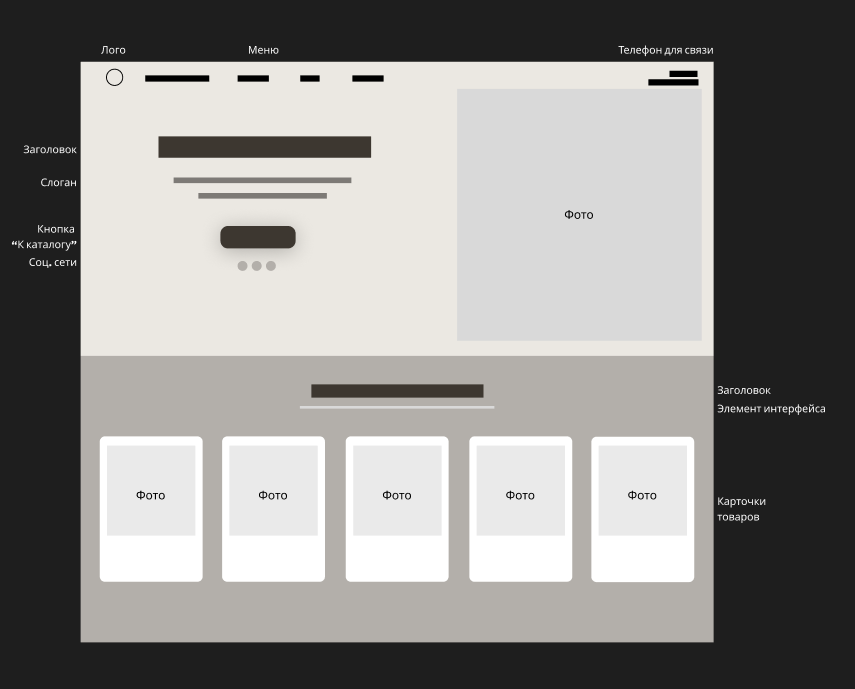 Лого
Меню
Телефон для связи
Заголовок
Слоган
Кнопка
“К каталогу”
Соц. сети
Фото
Заголовок
Элемент интерфейса
Фото
Фото
Фото
Фото
Фото
Карточки
товаров